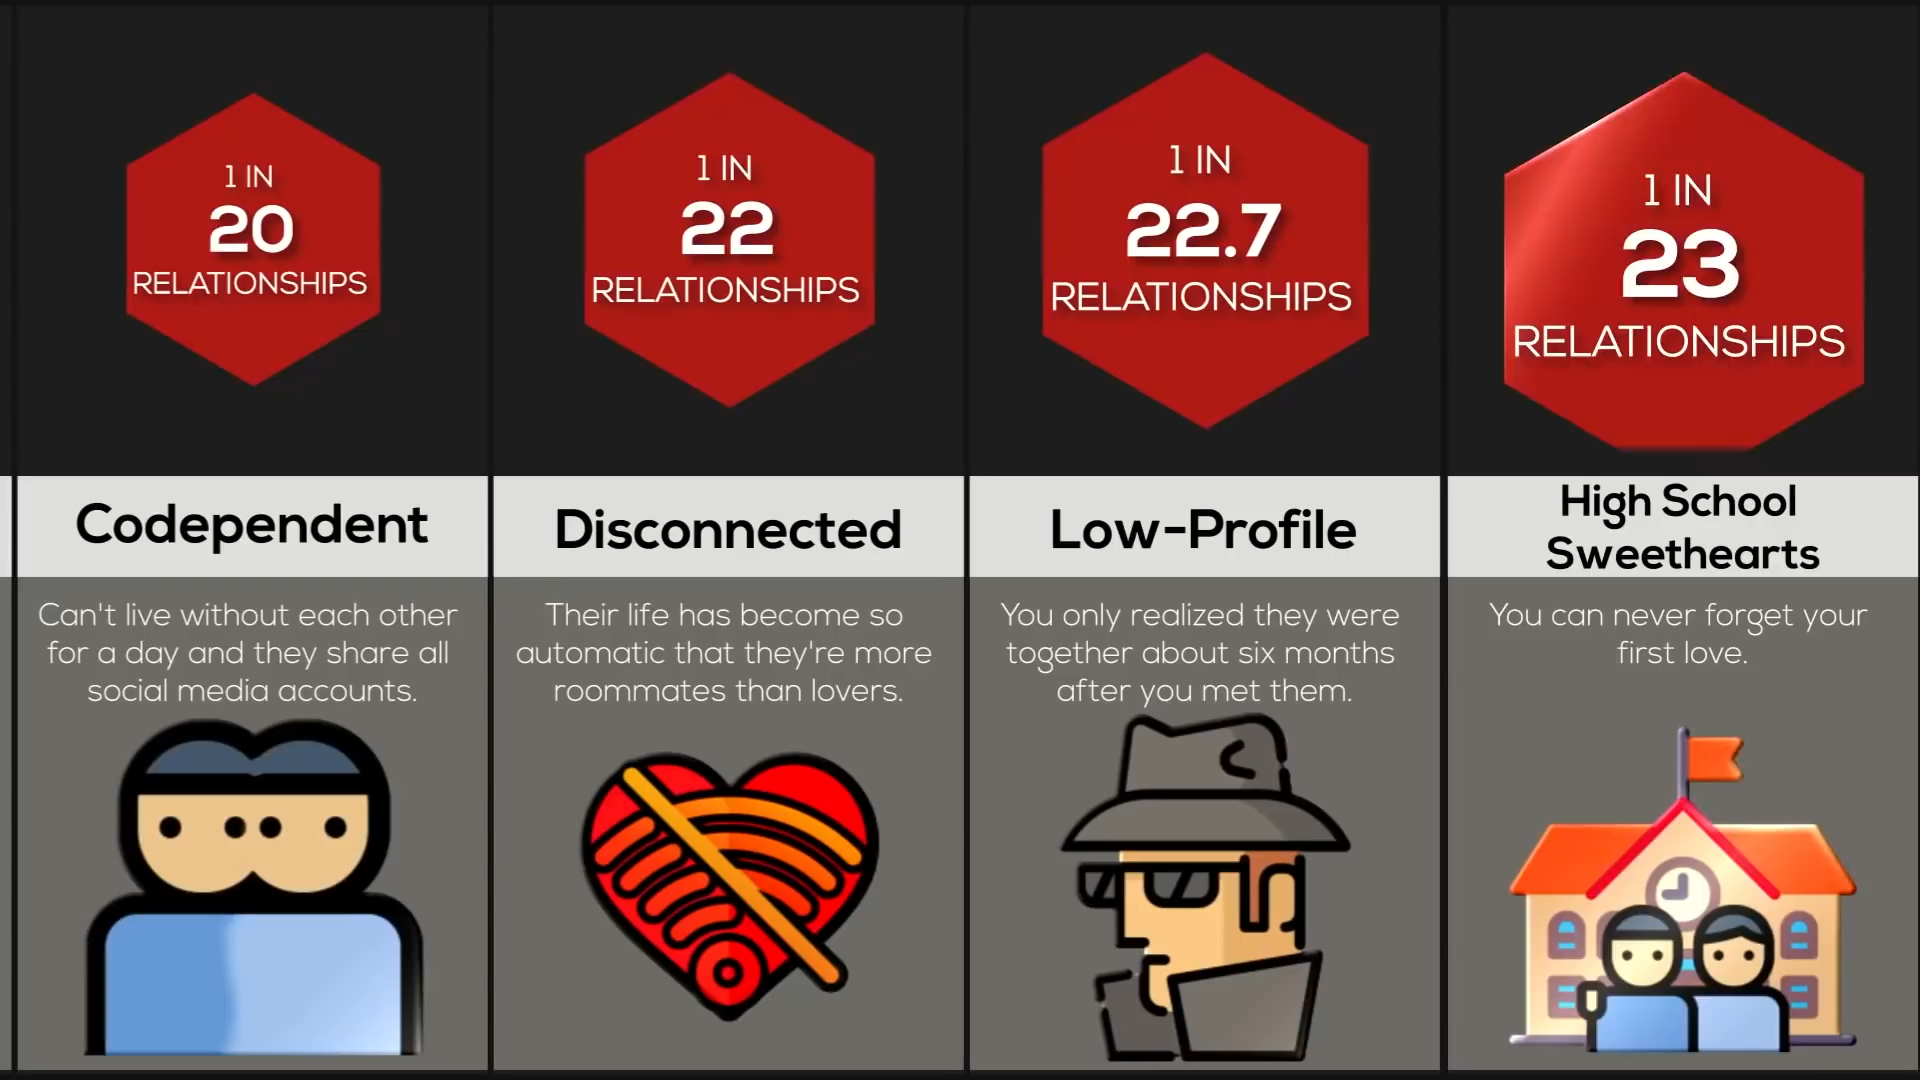 1 IN
20
RELATIONSHIPS
Codependent
Can't live without each other
for a day and they share all
social media accounts.
1 IN
22
RELATIONSHIPS
Disconnected
Their life has become so
automatic that they're more
roommates than lovers.
1 IN
22.7
RELATIONSHIPS
Low-Profile
You only realized they were
together about six months
after you met them.
1 IN
23
RELATIONSHIPS
High School
Sweethearts
You can never forget your
first love.